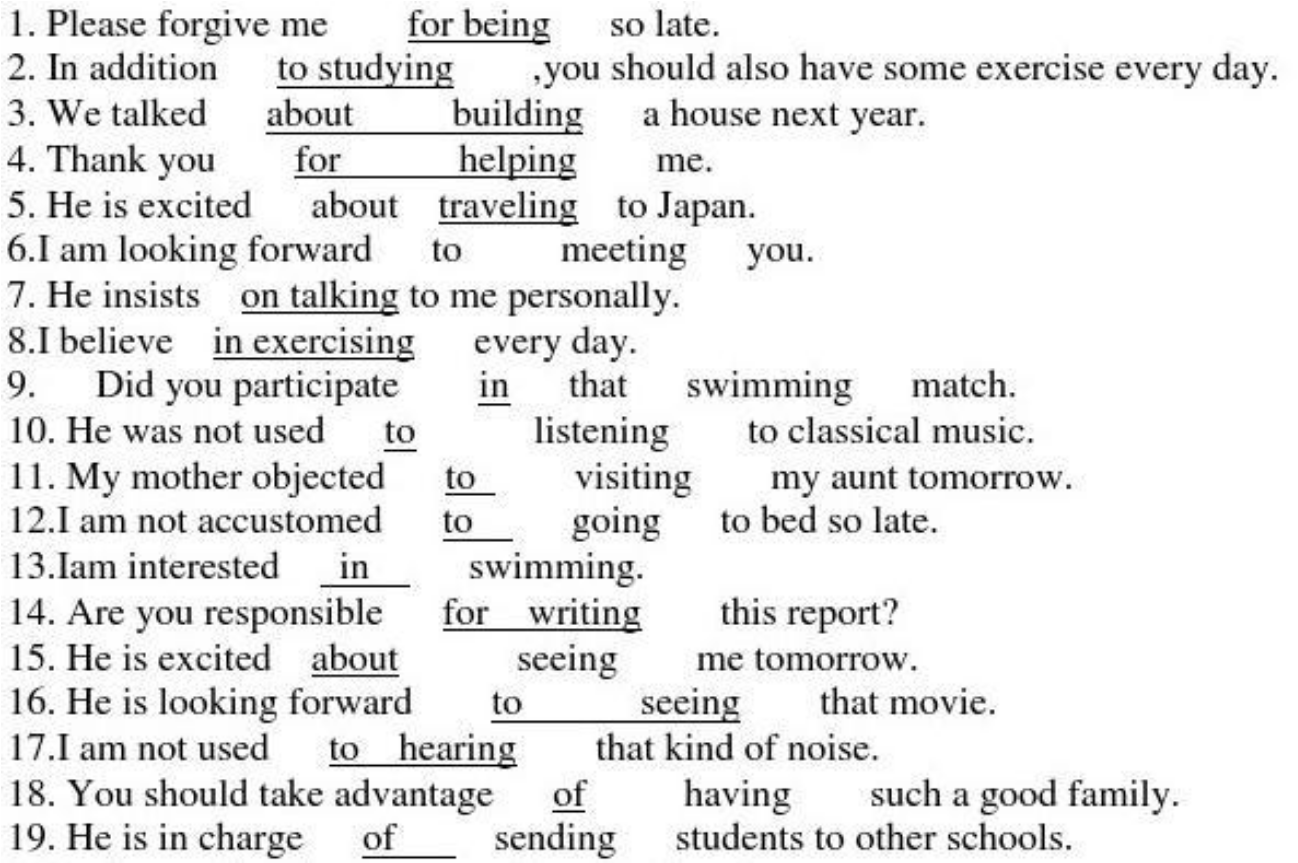 1. Please forgive me for being so late.
2. In addition to studying ,you should also have some exercise every day.
3. We talked about building a house next year.
4. Thank you for helping me.
5. He is excited about traveling to Japan.
6.I am looking forward to meeting you.
7. He insists on talking to me personally.
8.I believe in exercising every day.
9. Did you participate in that swimming match.
10. He was not used to listening to classical music.
11. My mother objected to visiting my aunt tomorrow.
12.I am not accustomed to going to bed so late.
13.Iam interested in swimming.
14. Are you responsible for writing this report?
15. He is excited about seeing me tomorrow.
16. He is looking forward to seeing that movie.
17.I am not used to hearing that kind of noise.
18. You should take advantage of having such a good family.
19. He is in charge of sending students to other schools.